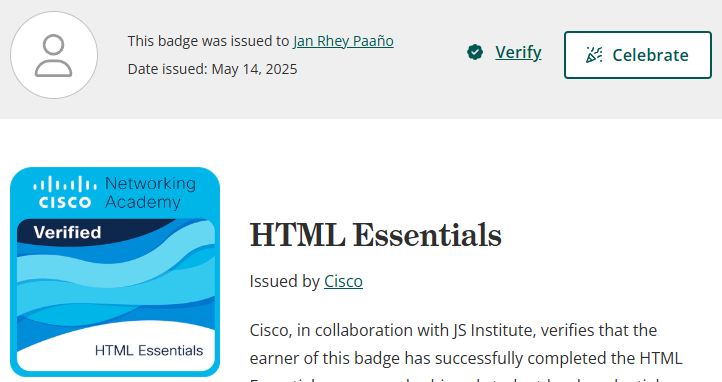 This badge was issued to Jan Rhey Paaño
Date issued: May 14, 2025
Verify
Celebrate
CISCO
Networking
Academy
Verified
HTML Essentials
HTML Essentials
Issued by Cisco
Cisco, in collaboration with JS Institute, verifies that the
earner of this badge has successfully completed the HTML